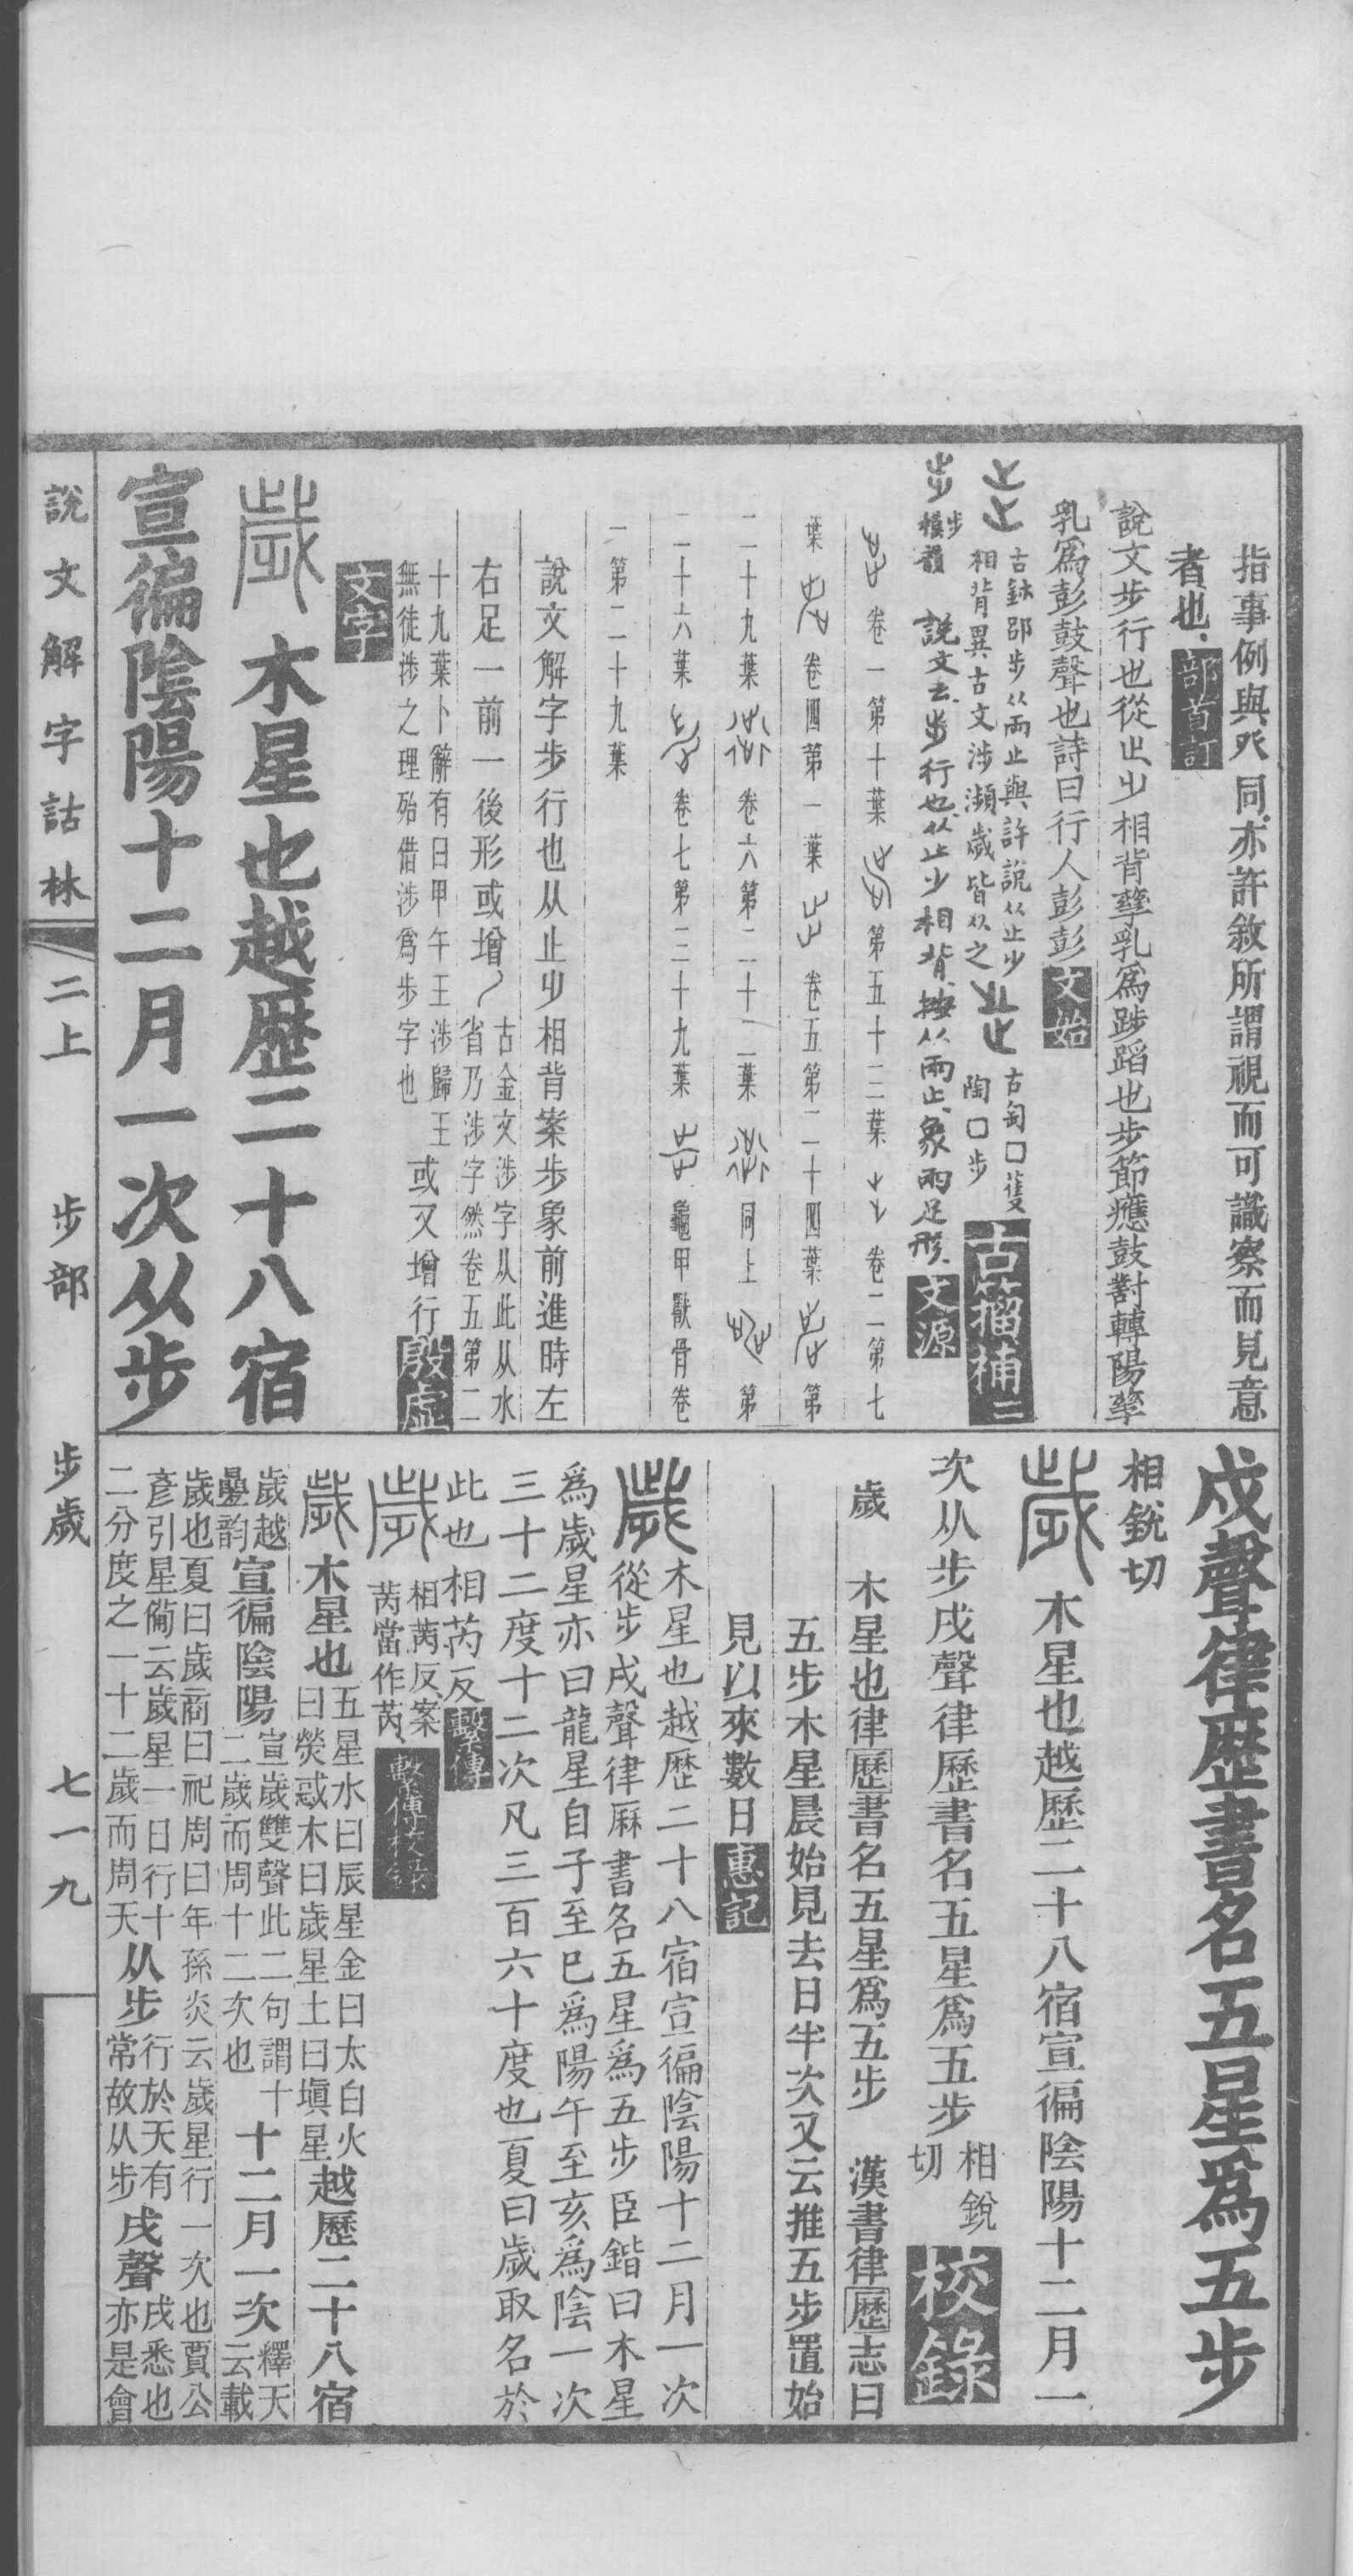 指事例與癶同亦許敘所謂視而可識察而見意
者也部首訂
說文步行也從止𣥂相背孳乳爲踄蹈也步節應鼓對轉陽孳
乳爲彭鼓聲也詩曰行人彭彭文始
古鉢邵步从兩止與許說从止𣥂
相背異古文涉瀕歲皆从之
古匋□隻
陶□步
古籀補二
步
步模韻
說文云步行也从止𣥂相背按从兩止象兩足形文源
卷一第十葉
第五十二葉
卷二第七
葉
卷四第一葉
卷五第二十四葉
第
二十九葉
卷六第二十二葉
同上
第
二十六葉
卷七第三十九葉
龜甲獸骨卷
一第二十九葉
說文解字步行也从止𣥂相背案步象前進時左
右足一前一後形或增
古金文涉字从此从水
省乃涉字然卷五第二
十九葉卜辭有曰甲午王涉歸王
無徒涉之理殆借涉爲步字也
或又增行殷虛
文字
歲木星也越歷二十八宿
宣徧陰陽十二月一次从步
戌聲律歷書名五星爲五步
相銳切
歲木星也越歷二十八宿宣徧陰陽十二月一
次从步戌聲律歷書名五星爲五步
相銳
切
校錄
歲 木星也律歷書名五星爲五步 漢書律歷志曰
五步木星晨始見去日半次又云推五步置始
見以來數日惠記
歲木星也越歷二十八宿宣徧陰陽十二月一次
從步戌聲律厤書名五星爲五步臣鍇曰木星
爲歲星亦曰龍星自子至巳爲陽午至亥爲陰一次
三十二度十二次凡三百六十度也夏曰歲取名於
此也相芮反繫傳
歲
相芮反案
芮當作芮
繫傳校錄
歲木星也
五星水曰辰星金曰太白火
曰熒惑木曰歲星土曰填星
越歷二十八宿
歲越
疊韵
宣徧陰陽
宣歲雙聲此二句謂十
二歲而周十二次也
十二月一次
釋天
云載
歲也夏曰歲商曰祀周曰年孫炎云歲星行一次也賈公
彥引星備云歲星一日行十
二分度之一十二歲而周天
从步
行於天有
常故从步
戌聲
戌悉也
亦是會
說文解字詁林
二上
步部
步歲
七一九